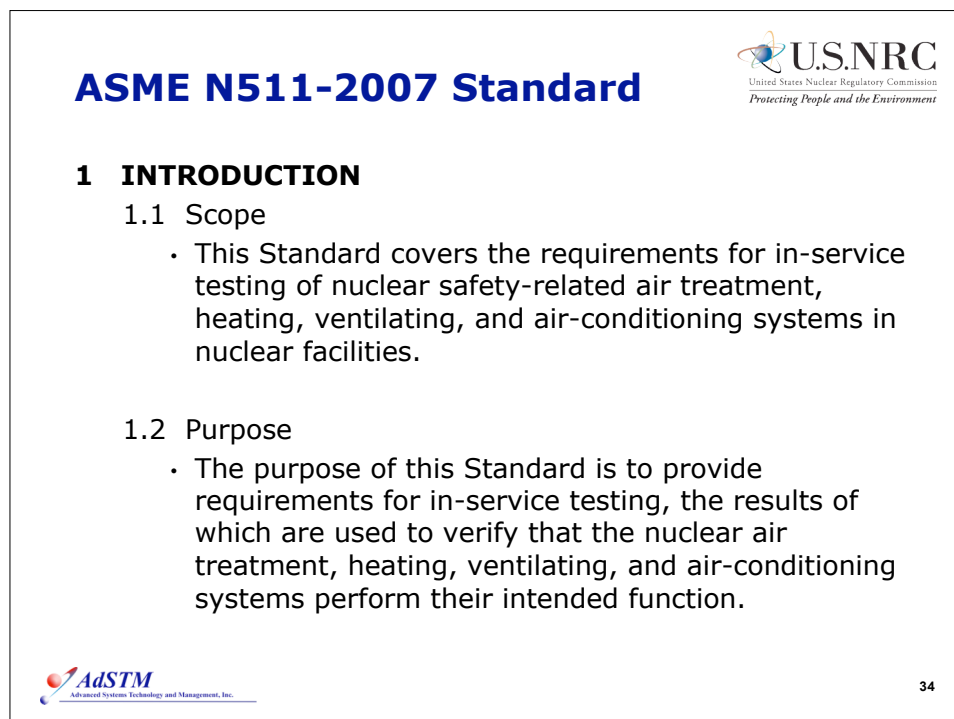 U.S.NRC
United States Nuclear Regulatory Commission
Protecting People and the Environment
ASME N511-2007 Standard
1 INTRODUCTION
1.1 Scope
• This Standard covers the requirements for in-service
testing of nuclear safety-related air treatment,
heating, ventilating, and air-conditioning systems in
nuclear facilities.
1.2 Purpose
• The purpose of this Standard is to provide
requirements for in-service testing, the results of
which are used to verify that the nuclear air
treatment, heating, ventilating, and air-conditioning
systems perform their intended function.
AdSTM
Advanced Systems Technology and Management, Inc.
34